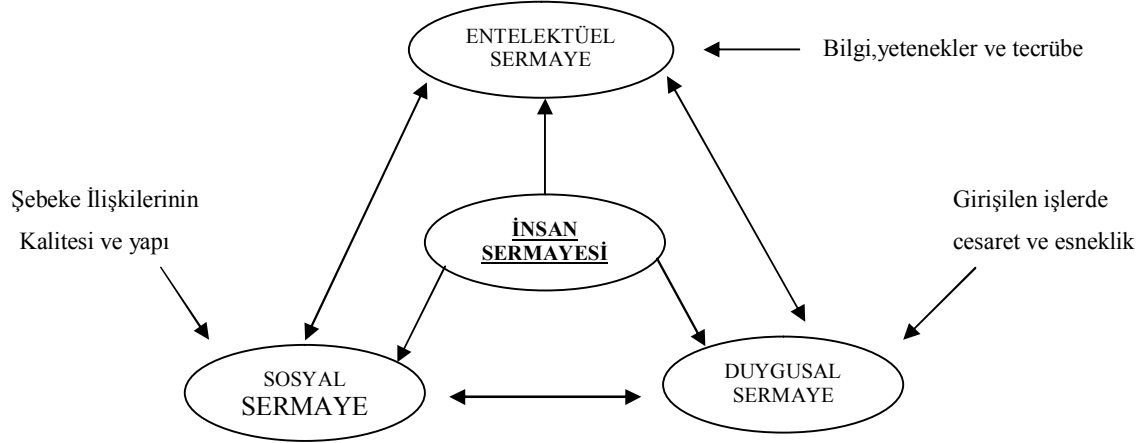 ENTELEKTÜEL
SERMAYE
Bilgi,yetenekler ve tecrübe
Şebeke İlişkilerinin
Kalitesi ve yapı
Girişilen işlerde
cesaret ve esneklik
İNSAN
SERMAYESİ
SOSYAL
SERMAYE
DUYGUSAL
SERMAYE